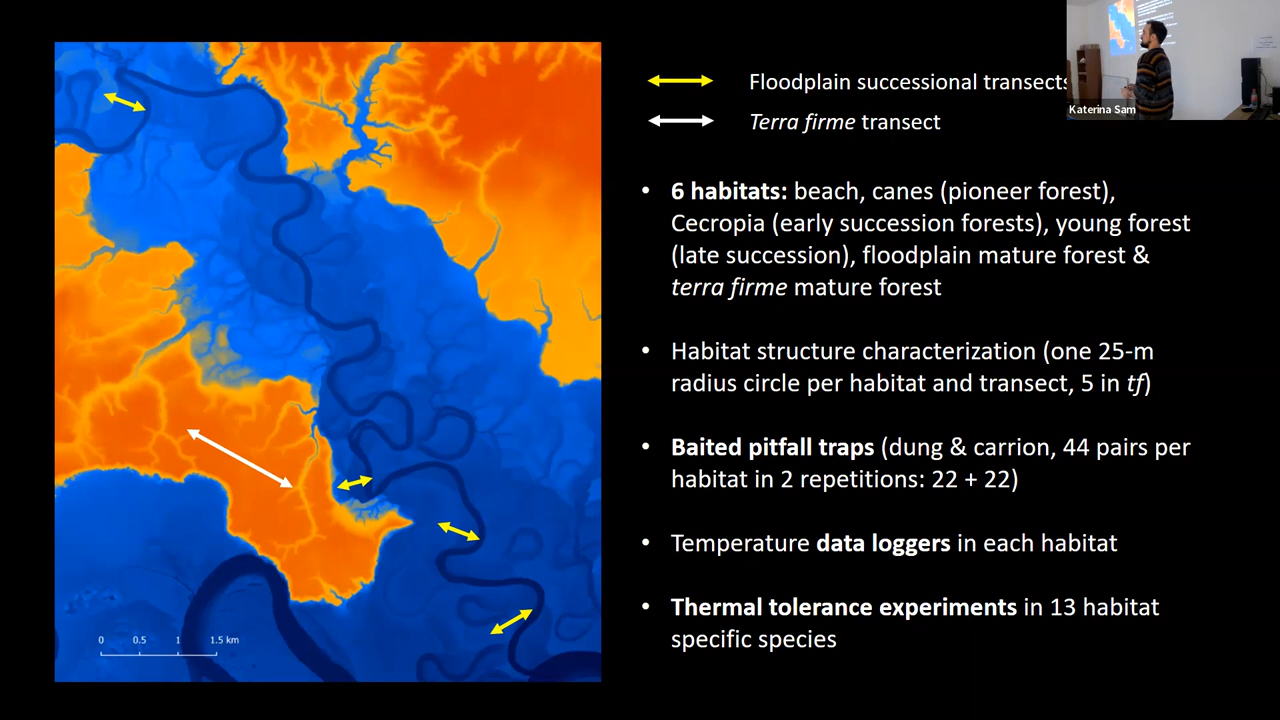 Floodplain successional transects
Terra firme transect
Katerina Sam
• 6 habitats: beach, canes (pioneer forest),
Cecropia (early succession forests), young forest
(late succession), floodplain mature forest &
terra firme mature forest
• Habitat structure characterization (one 25-m
radius circle per habitat and transect, 5 in tf)
• Baited pitfall traps (dung & carrion, 44 pairs per
habitat in 2 repetitions: 22 + 22)
• Temperature data loggers in each habitat
• Thermal tolerance experiments in 13 habitat
specific species
0 0.5 1 1.5 km